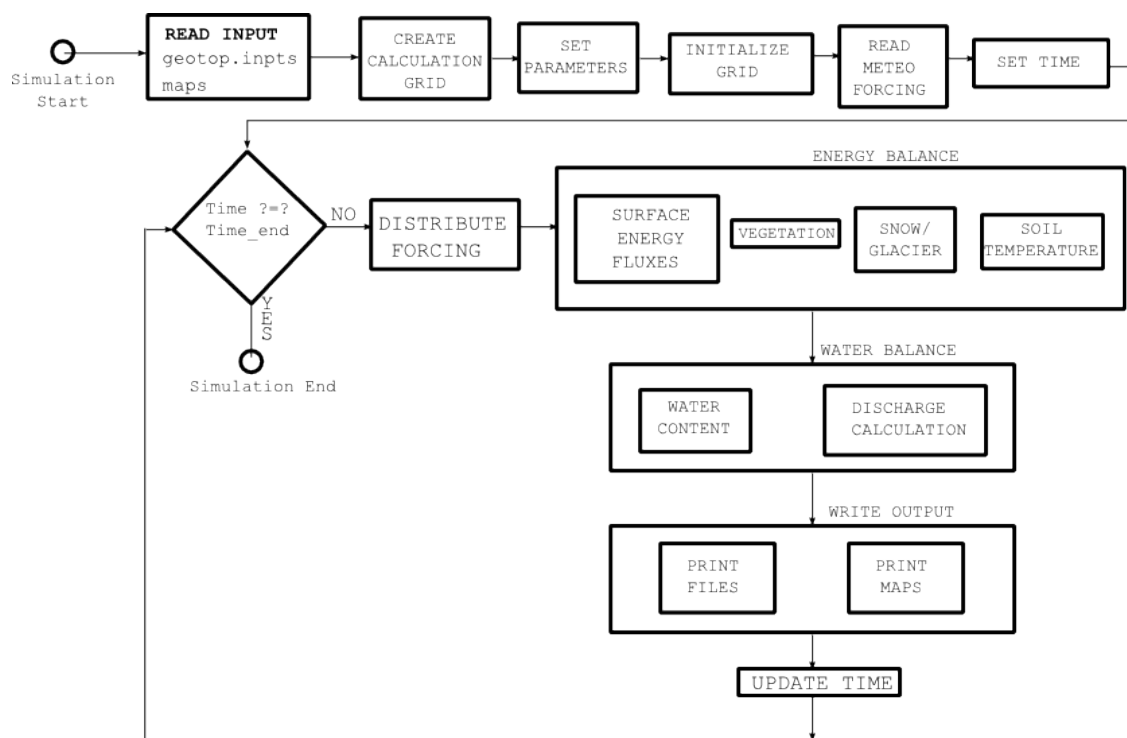 Simulation
Start
READ INPUT
geotop.inpts
maps
CREATE
CALCULATION
GRID
SET
PARAMETERS
INITIALIZE
GRID
READ
METEO
FORCING
SET TIME
Time ?=?
Time_end
NO
YES
Simulation End
DISTRIBUTE
FORCING
ENERGY BALANCE
SURFACE
ENERGY
FLUXES
VEGETATION
SNOW/
GLACIER
SOIL
TEMPERATURE
WATER BALANCE
WATER
CONTENT
DISCHARGE
CALCULATION
WRITE OUTPUT
PRINT
FILES
PRINT
MAPS
UPDATE TIME